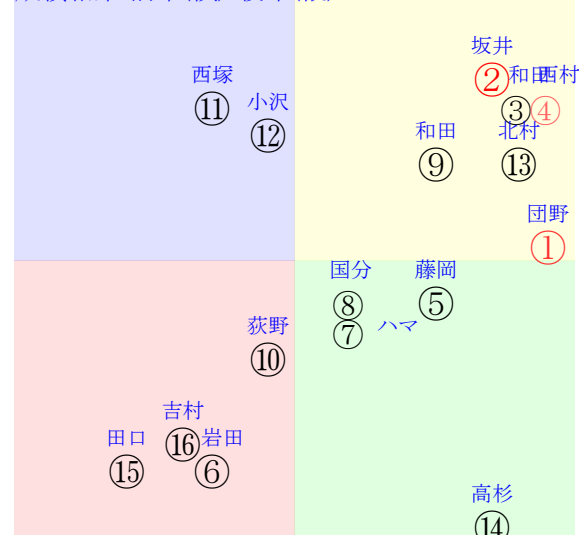 坂井
西塚
② 和田 西村
小沢
⑪
③ ④
⑫
和田
北村
⑨
⑬
団野
①
国分
藤岡
⑧
⑤
荻野
⑦ ハマ
⑩
吉村
田口
⑯ 岩田
⑮
⑥
高杉
⑭